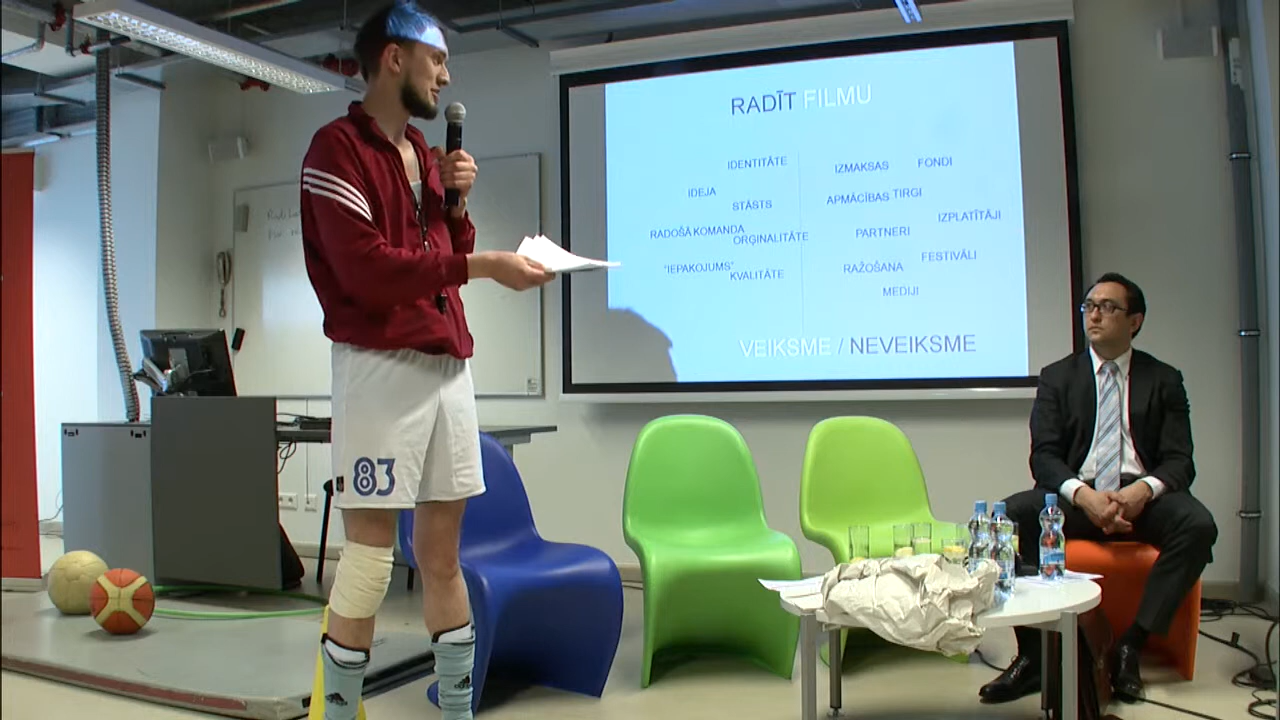 RADĪT FILMU
IDENTITĀTE
IDEJA
STĀSTS
RADOŠĀ KOMANDA
ORĢINALITĀTE
"IEPAKOJUMS"
KVALITĀTE
IZMAKSAS
FONDI
APMĀCĪBAS
TIRGI
IZPLATĪTĀJI
PARTNERI
FESTIVĀLI
RAŽOŠANA
MEDIJI
VEIKSME / NEVEIKSME
83